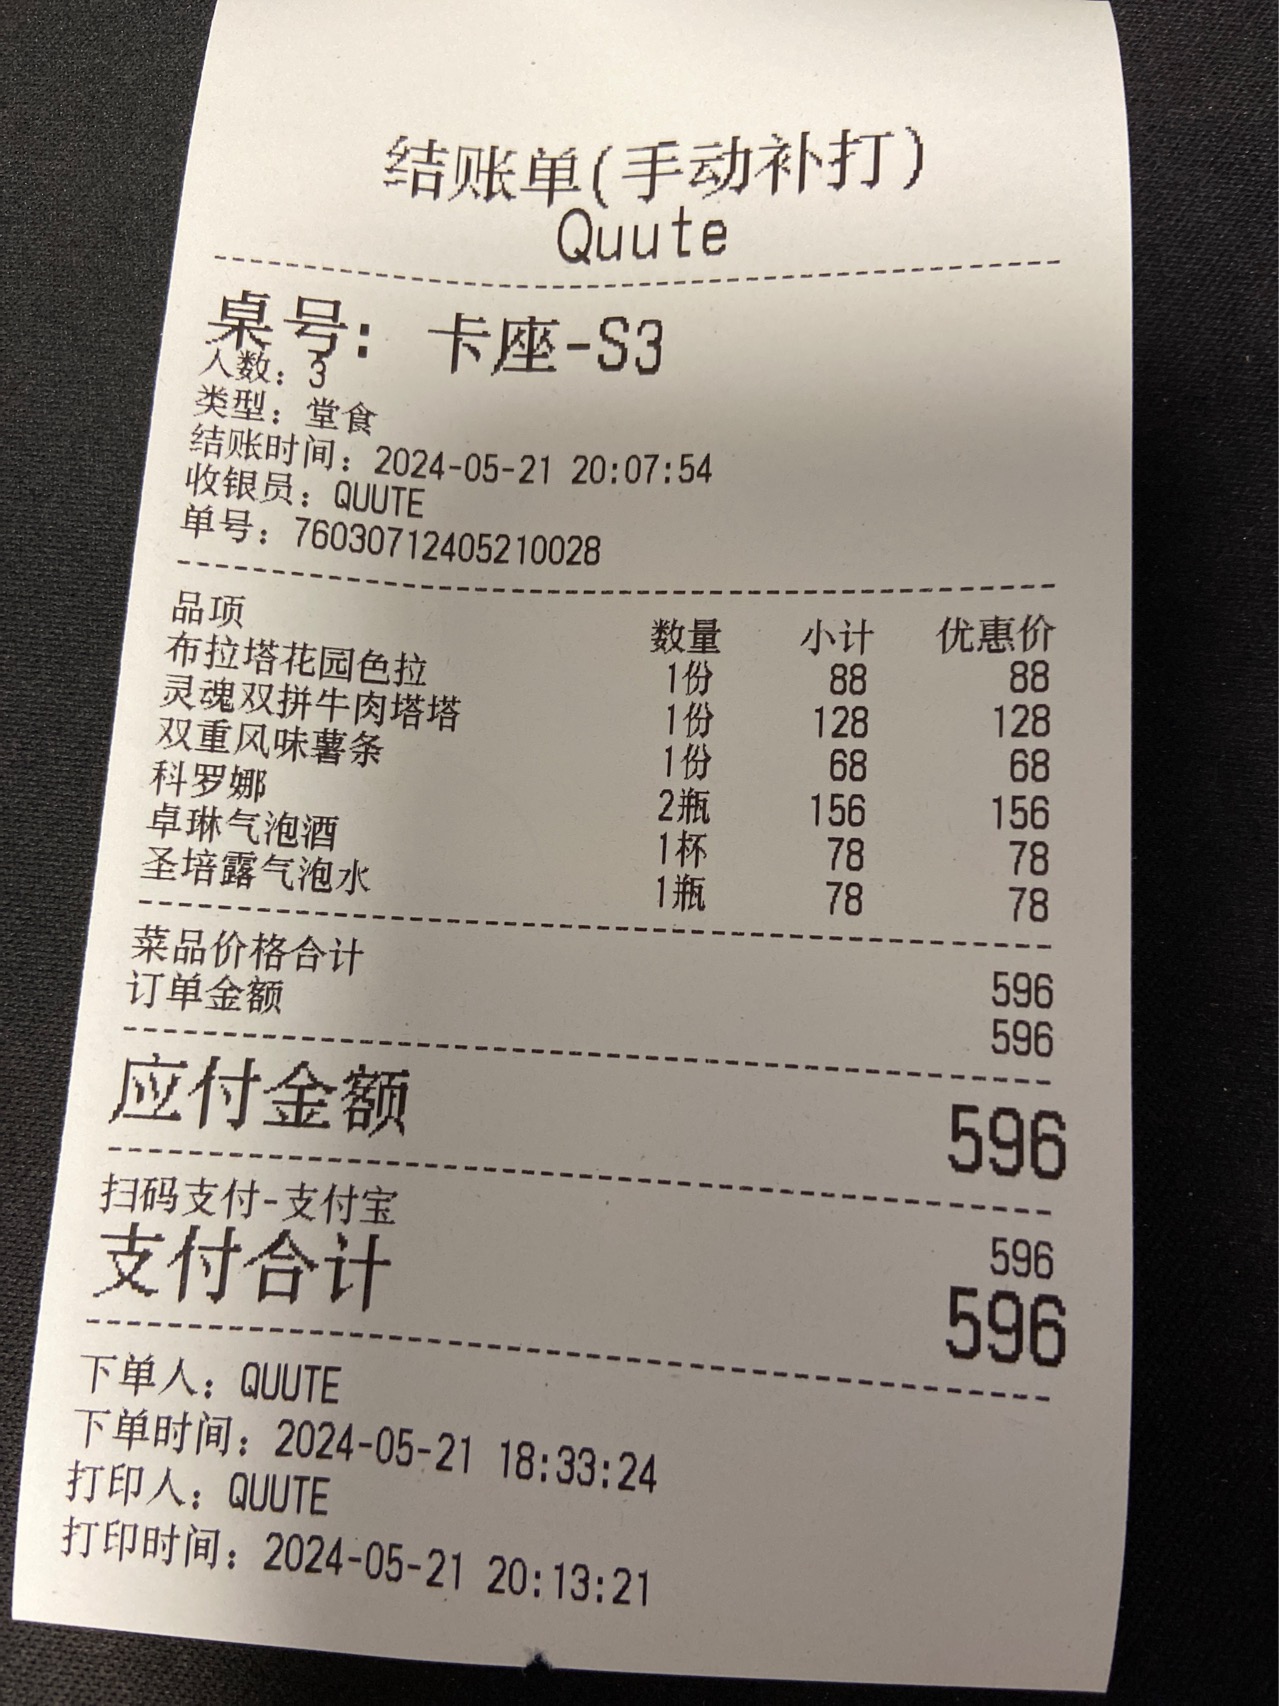 结账单(手动补打)
Quute
桌号: 卡座-S3
人数: 3
类型: 堂食
结账时间: 2024-05-21 20:07:54
收银员: QUUTE
单号: 76030712405210028
品项 数量 小计 优惠价
布拉塔花园色拉 1份 88 88
灵魂双拼牛肉塔塔 1份 128 128
双重风味薯条 1份 68 68
科罗娜 2瓶 156 156
卓琳气泡酒 1杯 78 78
圣培露气泡水 1瓶 78 78
菜品价格合计 596
订单金额 596
应付金额 596
扫码支付-支付宝 596
支付合计 596
下单人: QUUTE
下单时间: 2024-05-21 18:33:24
打印人: QUUTE
打印时间: 2024-05-21 20:13:21